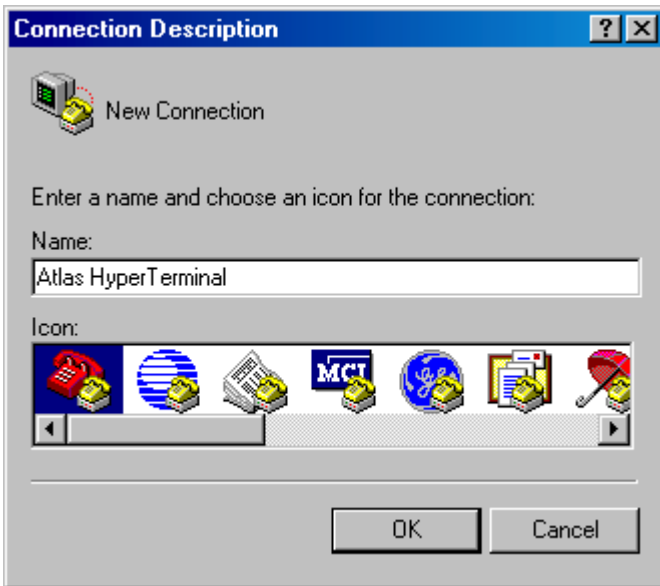 Connection Description
New Connection
Enter a name and choose an icon for the connection:
Name:
Atlas HyperTerminal
Icon:
MCI
OK
Cancel